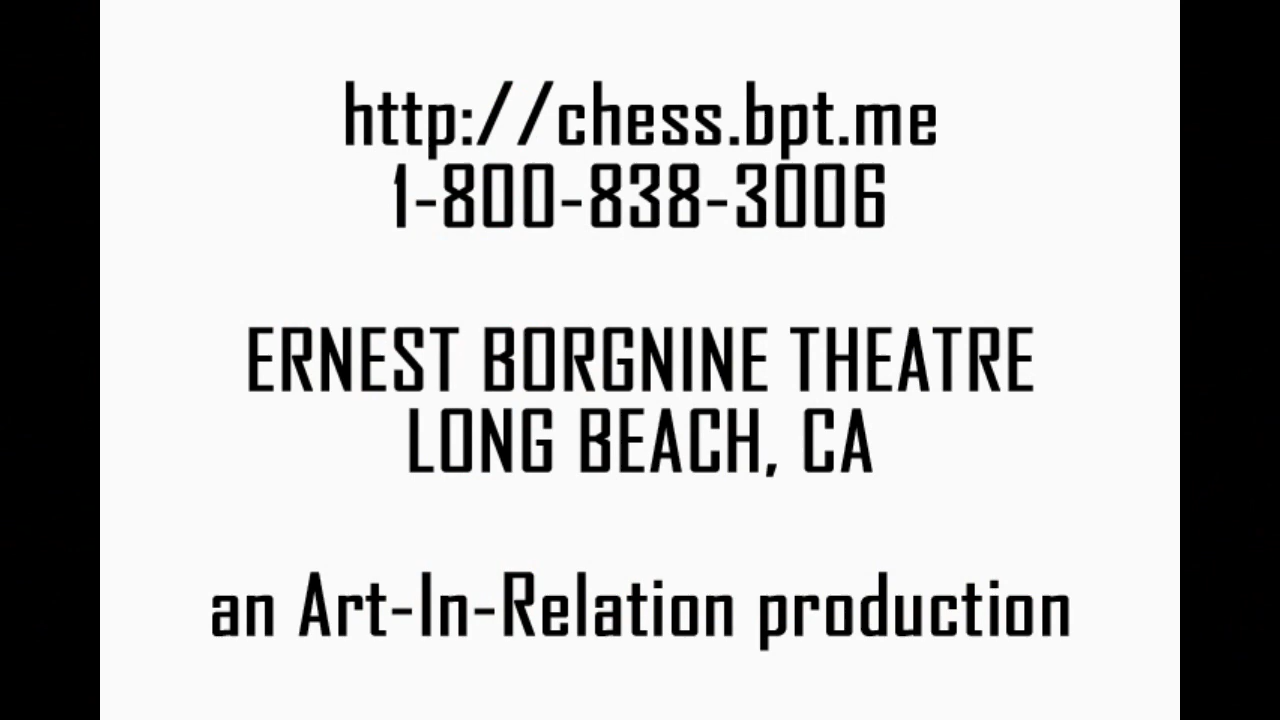 http://chess.bpt.me
1-800-838-3006
ERNEST BORGNINE THEATRE
LONG BEACH, CA
an Art-In-Relation production